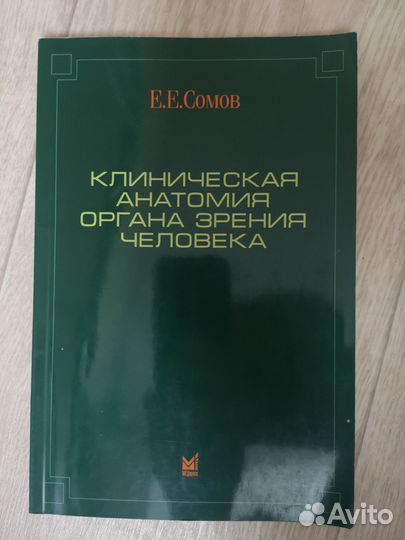 Е.Е.Сомов
КЛИНИЧЕСКАЯ
АНАТОМИЯ
ОРГАНА ЗРЕНИЯ
ЧЕЛОВЕКА
Avito